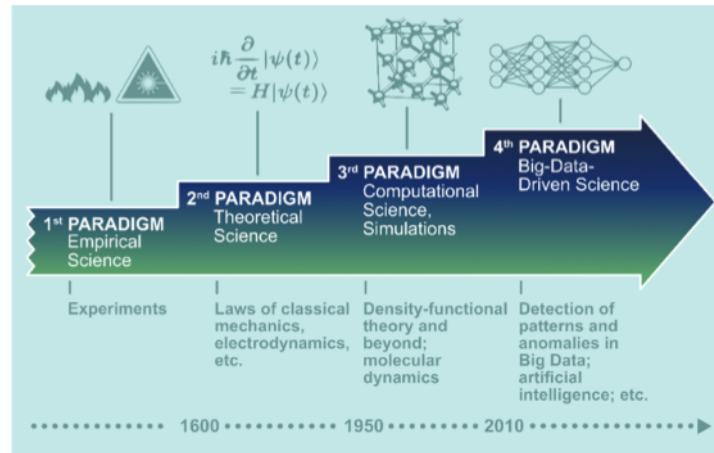 iħ ∂/∂t |ψ(t)⟩
= H|ψ(t)⟩
1st PARADIGM
Empirical
Science
2nd PARADIGM
Theoretical
Science
3rd PARADIGM
Computational
Science,
Simulations
4th PARADIGM
Big-Data-
Driven Science
Experiments
Laws of classical
mechanics,
electrodynamics,
etc.
Density-functional
theory and
beyond;
molecular
dynamics
Detection of
patterns and
anomalies in
Big Data;
artificial
intelligence; etc.
1600 1950 2010